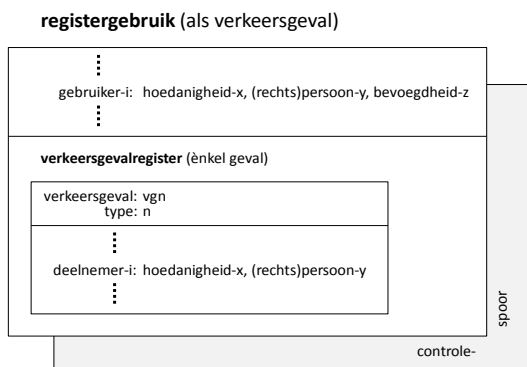 registergebruik (als verkeersgeval)
gebruiker-i: hoedanigheid-x, (rechts)persoon-y, bevoegdheid-z
verkeersgevalregister (ènkel geval)
verkeersgeval: vgn
type: n
deelnemer-i: hoedanigheid-x, (rechts)persoon-y
controle-
spoor